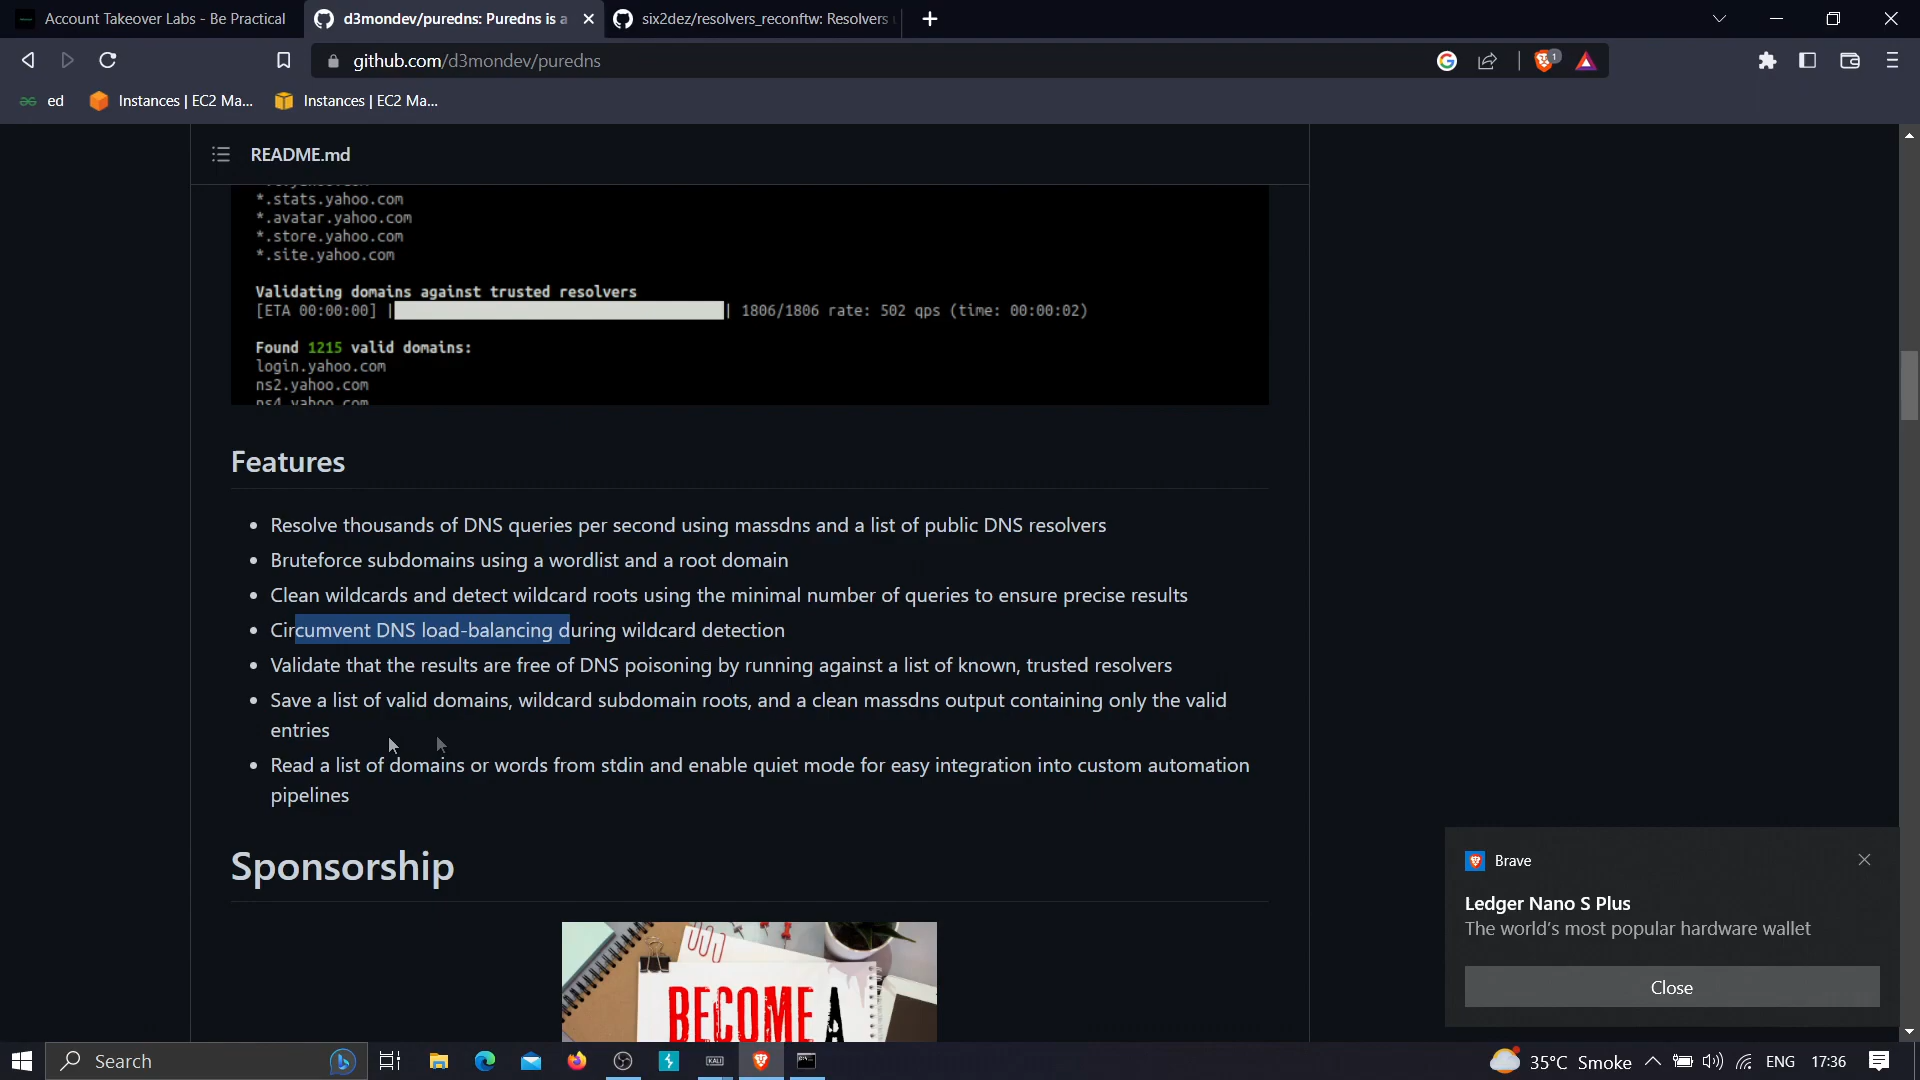 Account Takeover Labs - Be Practical
d3mondev/puredns: Puredns is a
six2dez/resolvers_reconftw: Resolvers
github.com/d3mondev/puredns
1
ed
Instances | EC2 Ma...
Instances | EC2 Ma...
README.md
*.stats.yahoo.com
*.avatar.yahoo.com
*.store.yahoo.com
*.site.yahoo.com
Validating domains against trusted resolvers
[ETA 00:00:00] | | 1806/1806 rate: 502 qps (time: 00:00:02)
Found 1215 valid domains:
login.yahoo.com
ns2.yahoo.com
ns4.yahoo.com
Features
• Resolve thousands of DNS queries per second using massdns and a list of public DNS resolvers
• Bruteforce subdomains using a wordlist and a root domain
• Clean wildcards and detect wildcard roots using the minimal number of queries to ensure precise results
• Circumvent DNS load-balancing during wildcard detection
• Validate that the results are free of DNS poisoning by running against a list of known, trusted resolvers
• Save a list of valid domains, wildcard subdomain roots, and a clean massdns output containing only the valid
entries
• Read a list of domains or words from stdin and enable quiet mode for easy integration into custom automation
pipelines
Sponsorship
BECOME A
Brave
Ledger Nano S Plus
The world's most popular hardware wallet
Close
Search
KALI
35°C Smoke
ENG
17:36